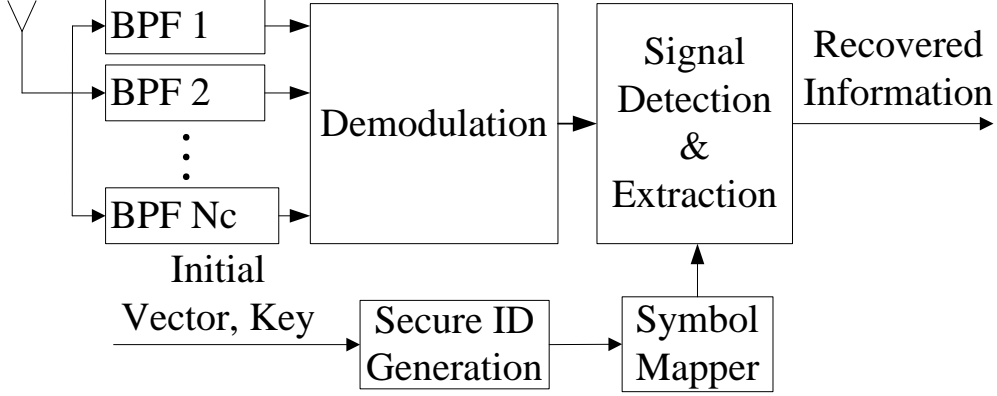 BPF 1
BPF 2
BPF Nc
Demodulation
Signal
Detection
&
Extraction
Recovered
Information
Initial
Vector, Key
Secure ID
Generation
Symbol
Mapper